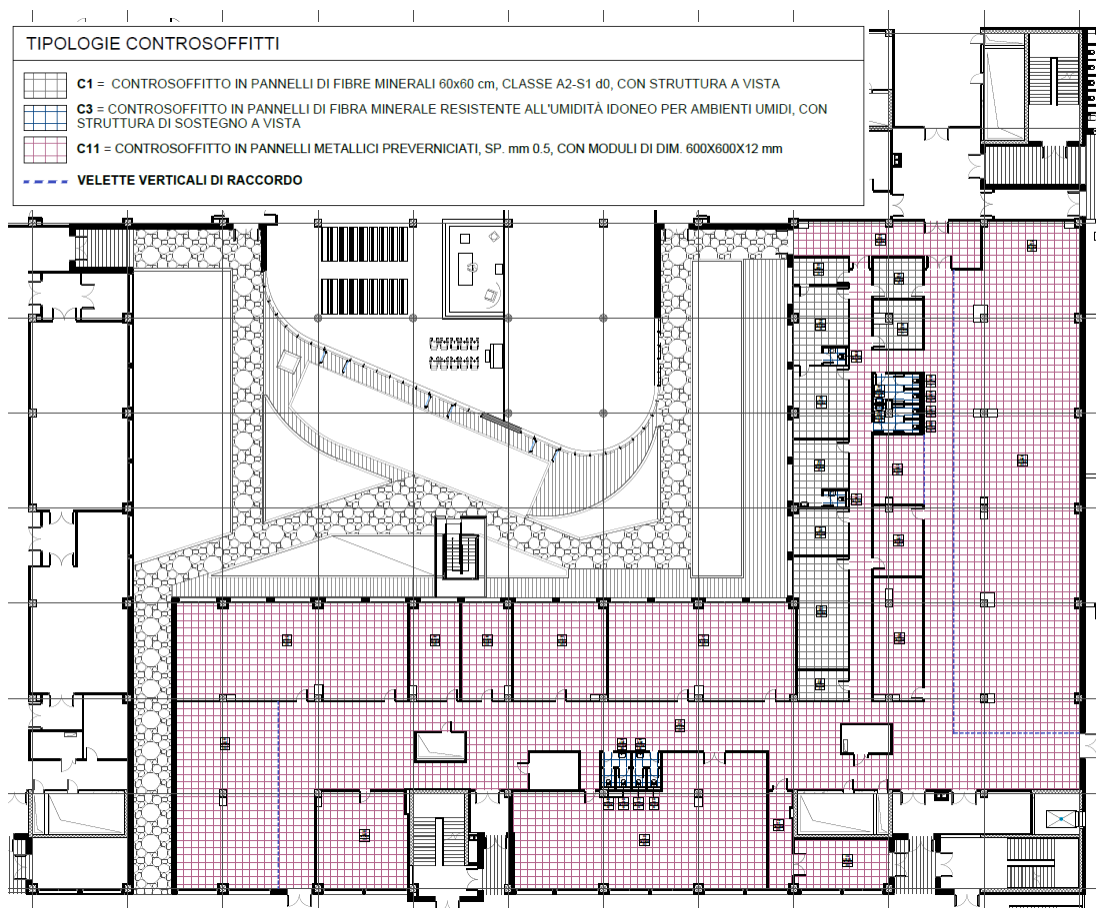 TIPOLOGIE CONTROSOFFITTI
C1 = CONTROSOFFITTO IN PANNELLI DI FIBRE MINERALI 60x60 cm, CLASSE A2-S1 d0, CON STRUTTURA A VISTA
C3 = CONTROSOFFITTO IN PANNELLI DI FIBRA MINERALE RESISTENTE ALL'UMIDITÀ IDONEO PER AMBIENTI UMIDI, CON
STRUTTURA DI SOSTEGNO A VISTA
C11 = CONTROSOFFITTO IN PANNELLI METALLICI PREVERNICIATI, SP. mm 0.5, CON MODULI DI DIM. 600X600X12 mm
VELETTE VERTICALI DI RACCORDO